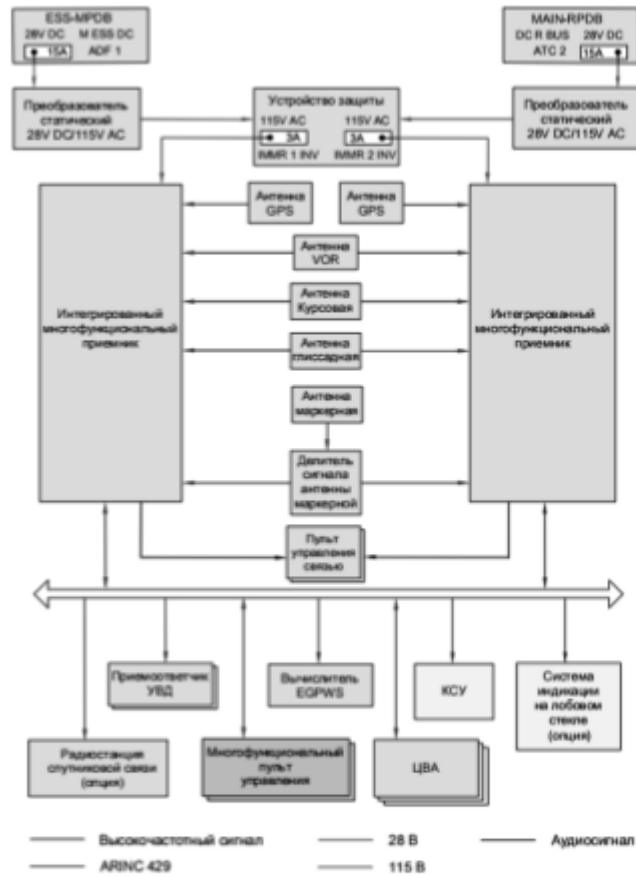 ESS-MPDB
28V DC M ESS DC
15A ADF 1
MAIN-RPDB
DC R BUS 28V DC
ATC 2 15A
Преобразователь
статический
28V DC/115V AC
Устройство защиты
115V AC 115V AC
3A 3A
IMMR 1 INV IMMR 2 INV
Преобразователь
статический
28V DC/115V AC
Антенна
GPS
Антенна
GPS
Антенна
VOR
Интегрированный
многофункциональный
приемник
Антенна
Курсовая
Интегрированный
многофункциональный
приемник
Антенна
глиссадная
Антенна
маркерная
Делитель
сигнала
антенны
маркерной
Пульт
управления
связью
Приемоответчик
УВД
Вычислитель
EGPWS
КСУ
Система
индикации
на лобовом
стекле
(опция)
Радиостанция
спутниковой связи
(опция)
Многофункциональный
пульт
управления
ЦВА
Высокочастотный сигнал
28 В
Аудиосигнал
ARINC 429
115 В